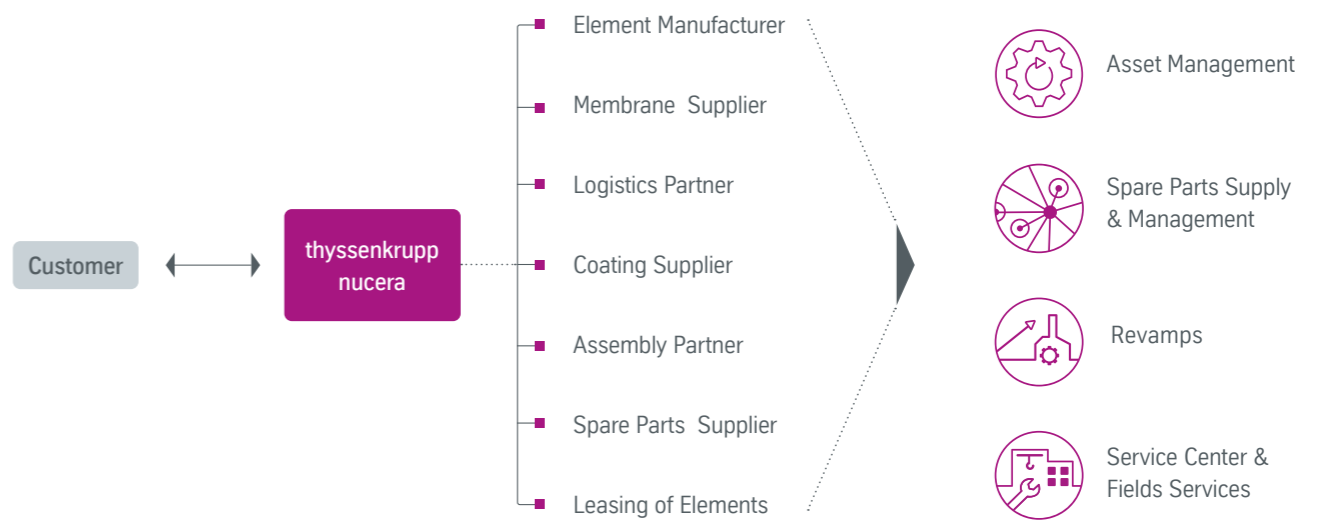 Customer
thyssenkrupp
nucera
Element Manufacturer
Membrane Supplier
Logistics Partner
Coating Supplier
Assembly Partner
Spare Parts Supplier
Leasing of Elements
Asset Management
Spare Parts Supply
& Management
Revamps
Service Center &
Fields Services